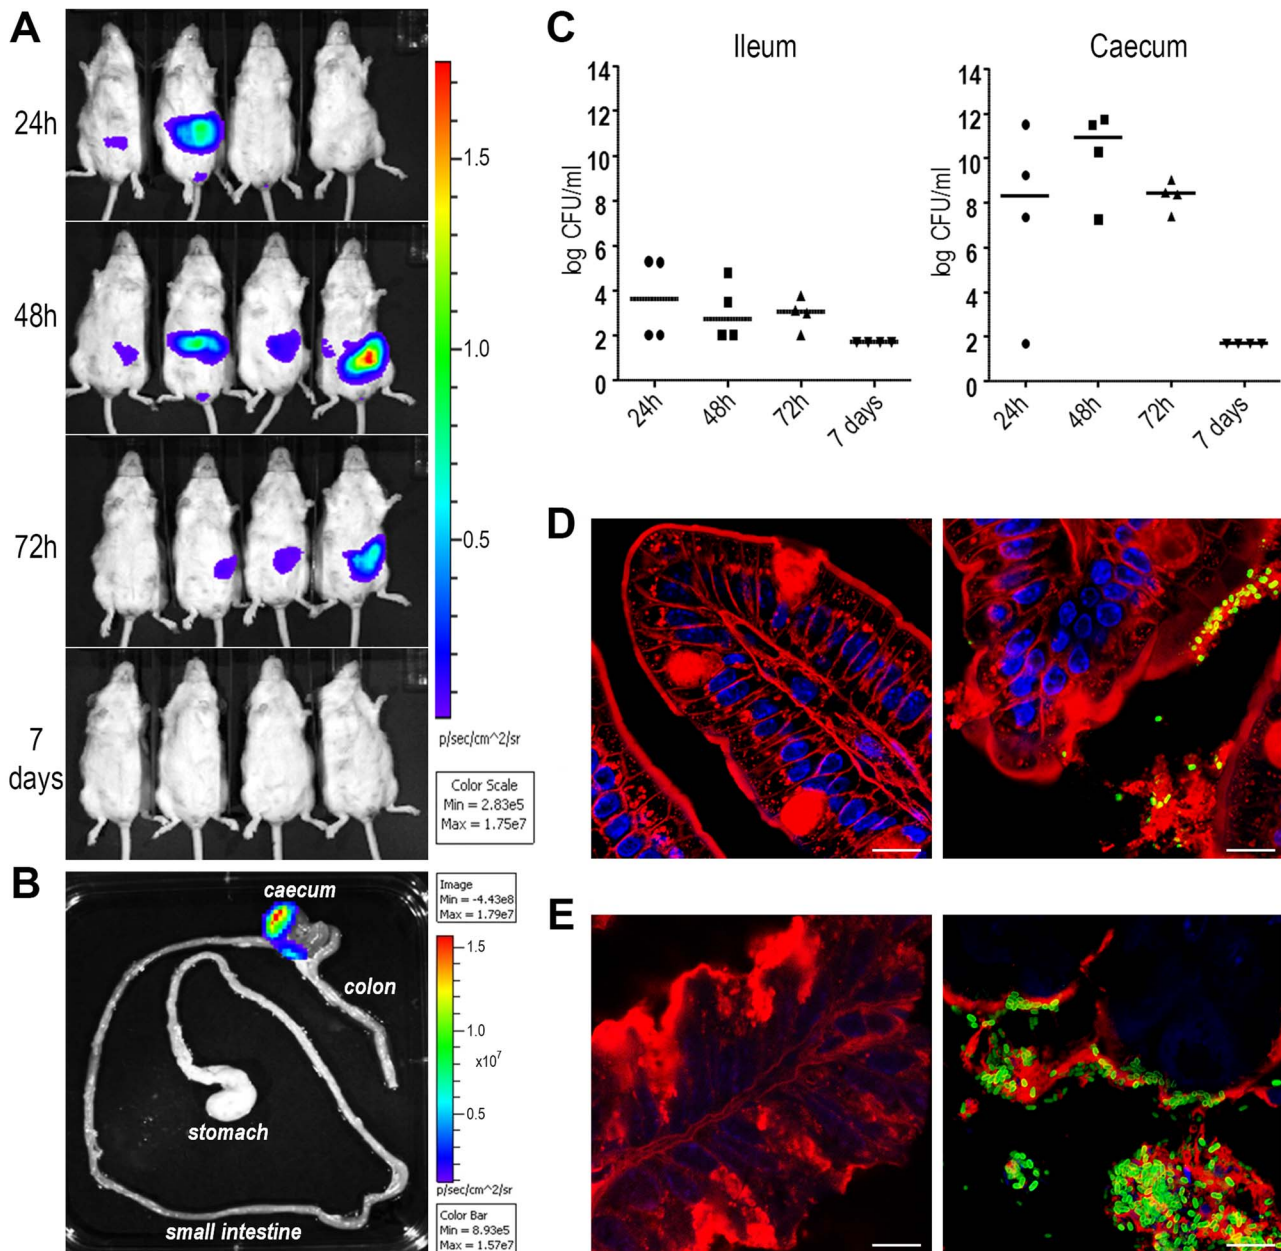 A
24h
48h
72h
7
days
1.5
1.0
0.5
p/sec/cm^2/sr
Color Scale
Min = 2.83e5
Max = 1.75e7
B
caecum
colon
stomach
small intestine
Image
Min = -4.43e8
Max = 1.79e7
1.5
1.0
x10⁷
0.5
p/sec/cm^2/sr
Color Bar
Min = 8.93e5
Max = 1.57e7
C
Ileum
log CFU/ml
14
12
10
8
6
4
2
0
24h
48h
72h
7 days
Caecum
log CFU/ml
14
12
10
8
6
4
2
0
24h
48h
72h
7 days
D
E